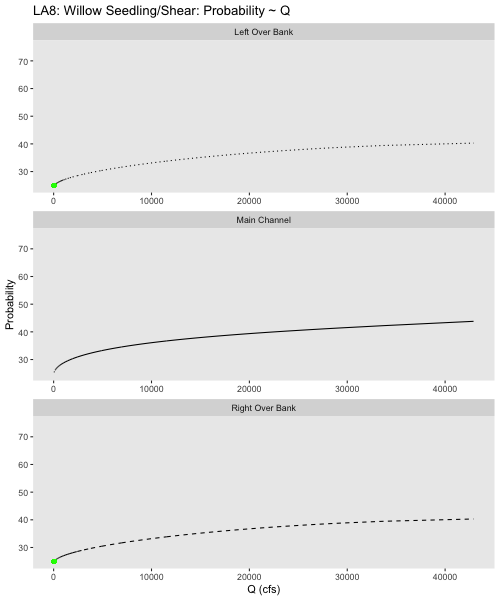 LA8: Willow Seedling/Shear: Probability ~ Q
Left Over Bank
70
60
50
40
30
0 10000 20000 30000 40000
Main Channel
70
60
50
40
30
0 10000 20000 30000 40000
Probability
Right Over Bank
70
60
50
40
30
0 10000 20000 30000 40000
Q (cfs)